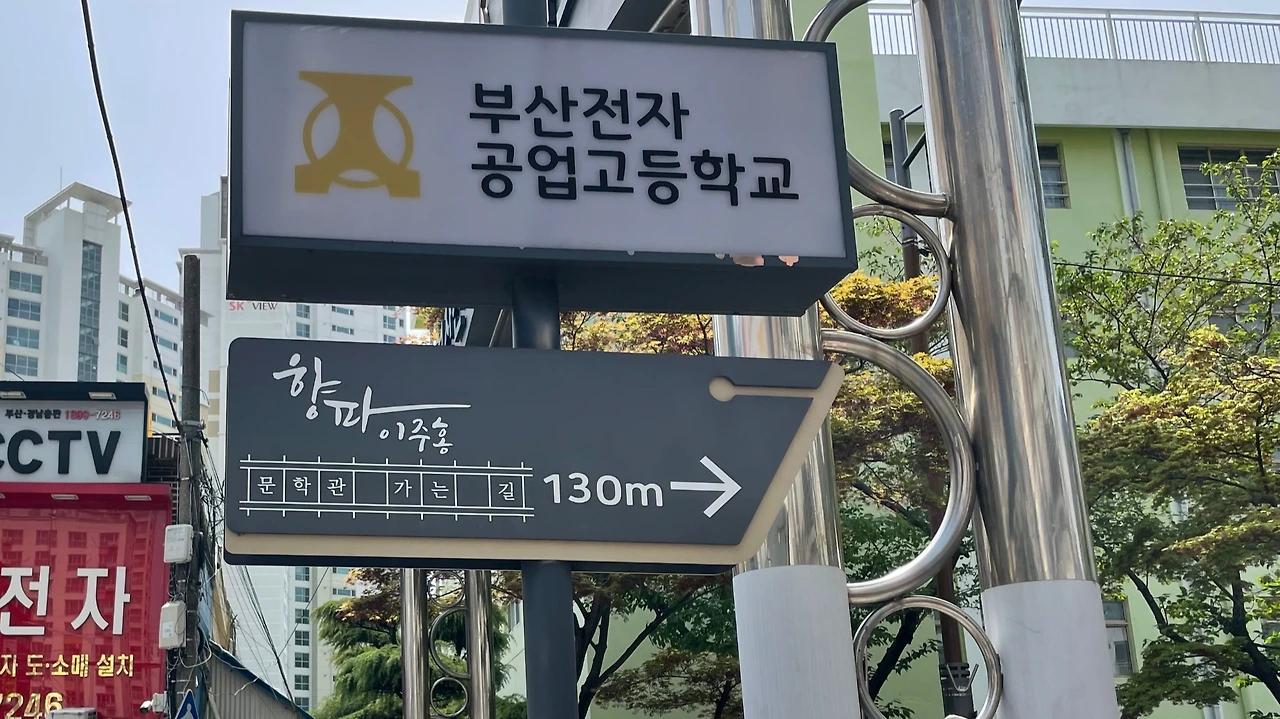 부산전자
공업고등학교
SK VIEW
향파 이주홍
문학관 가는 길 130m →
부산·경남총판 1899-7246
CCTV
전자
자 도·소매 설치
7246